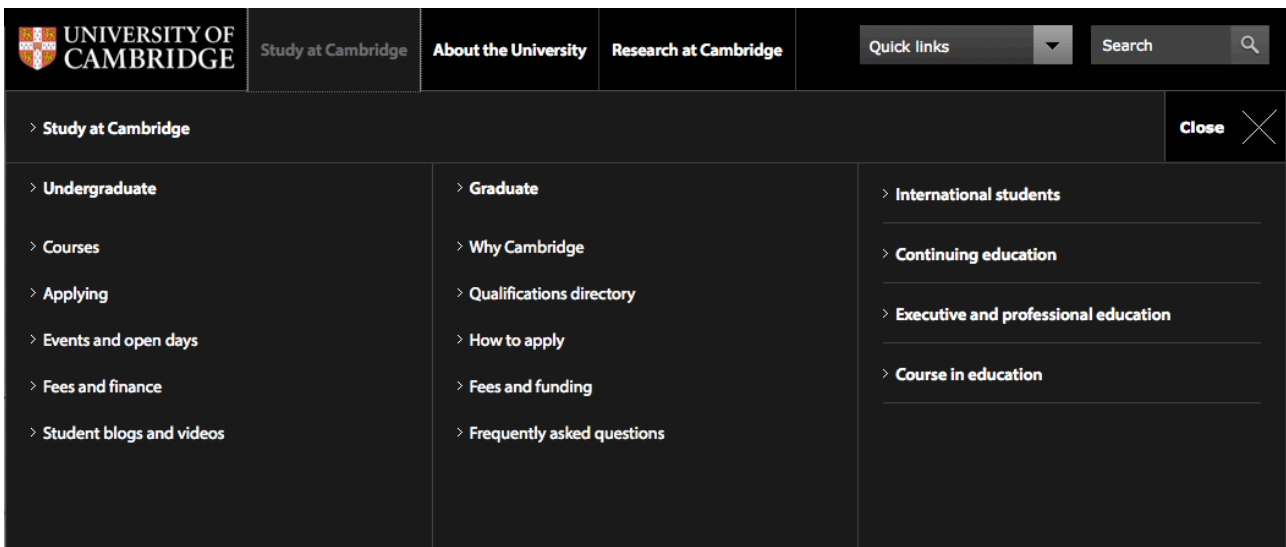 UNIVERSITY OF
CAMBRIDGE
Study at Cambridge
About the University
Research at Cambridge
Quick links
Search
Study at Cambridge
Close
Undergraduate
Courses
Applying
Events and open days
Fees and finance
Student blogs and videos
Graduate
Why Cambridge
Qualifications directory
How to apply
Fees and funding
Frequently asked questions
International students
Continuing education
Executive and professional education
Course in education